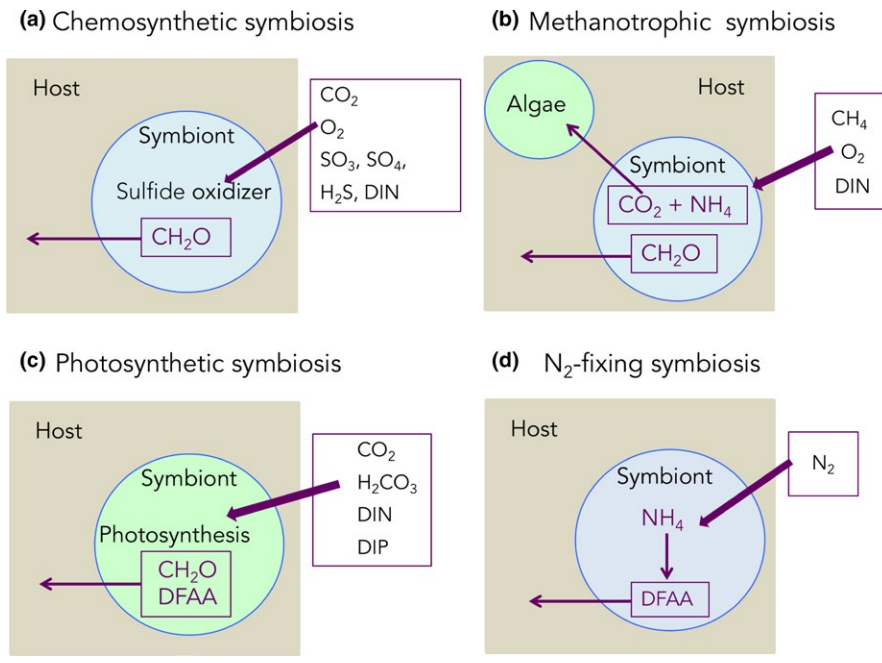 (a) Chemosynthetic symbiosis
Host
Symbiont
Sulfide oxidizer
CH₂O
CO₂
O₂
SO₃, SO₄,
H₂S, DIN
(b) Methanotrophic symbiosis
Algae
Host
Symbiont
CO₂ + NH₄
CH₂O
CH₄
O₂
DIN
(c) Photosynthetic symbiosis
Host
Symbiont
Photosynthesis
CH₂O
DFAA
CO₂
H₂CO₃
DIN
DIP
(d) N₂-fixing symbiosis
Host
Symbiont
NH₄
DFAA
N₂